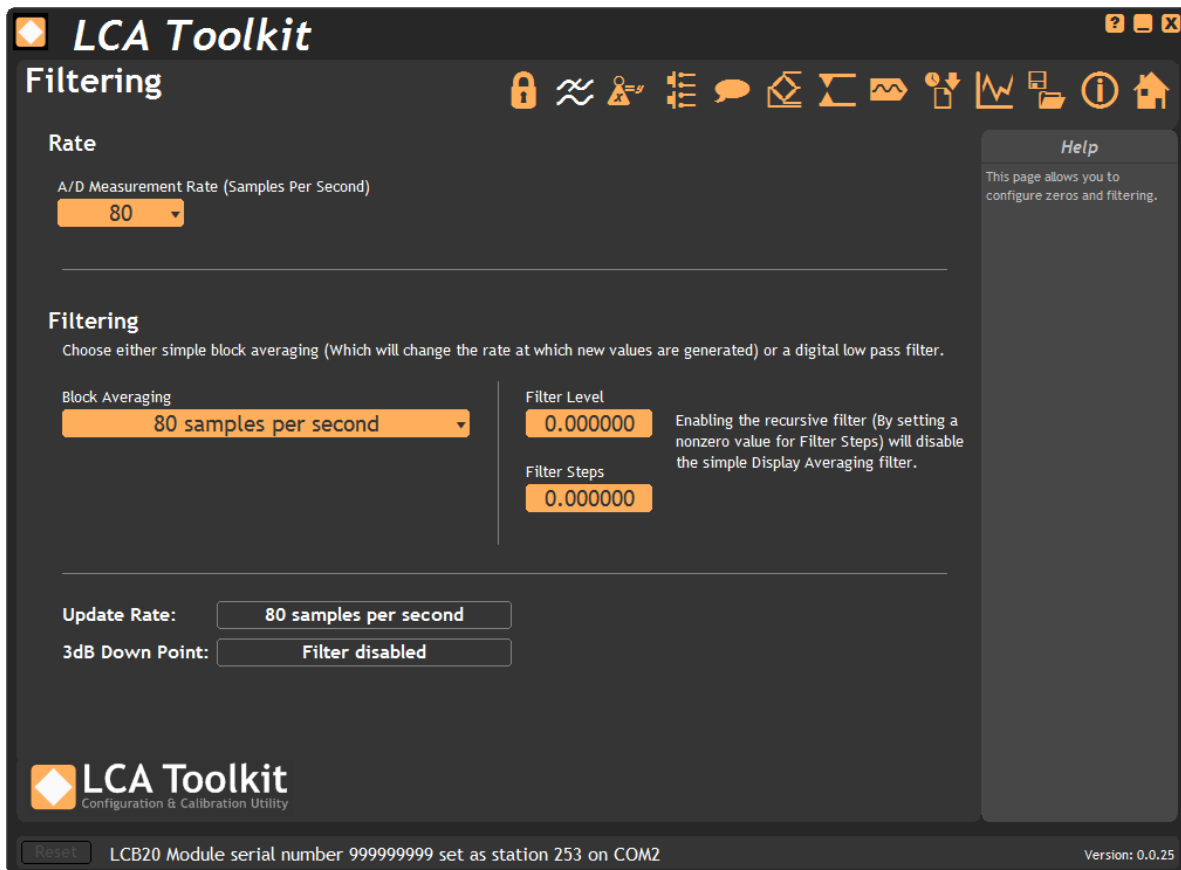 LCA Toolkit
?
X
Filtering
Rate
A/D Measurement Rate (Samples Per Second)
80
Help
This page allows you to
configure zeros and filtering.
Filtering
Choose either simple block averaging (Which will change the rate at which new values are generated) or a digital low pass filter.
Block Averaging
80 samples per second
Filter Level
0.000000
Filter Steps
0.000000
Enabling the recursive filter (By setting a
nonzero value for Filter Steps) will disable
the simple Display Averaging filter.
Update Rate:
80 samples per second
3dB Down Point:
Filter disabled
LCA Toolkit
Configuration & Calibration Utility
Reset
LCB20 Module serial number 999999999 set as station 253 on COM2
Version: 0.0.25